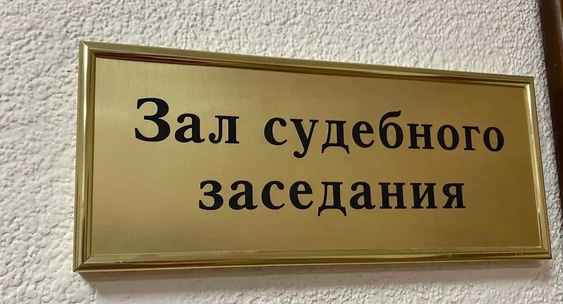 Зал судебного
заседания